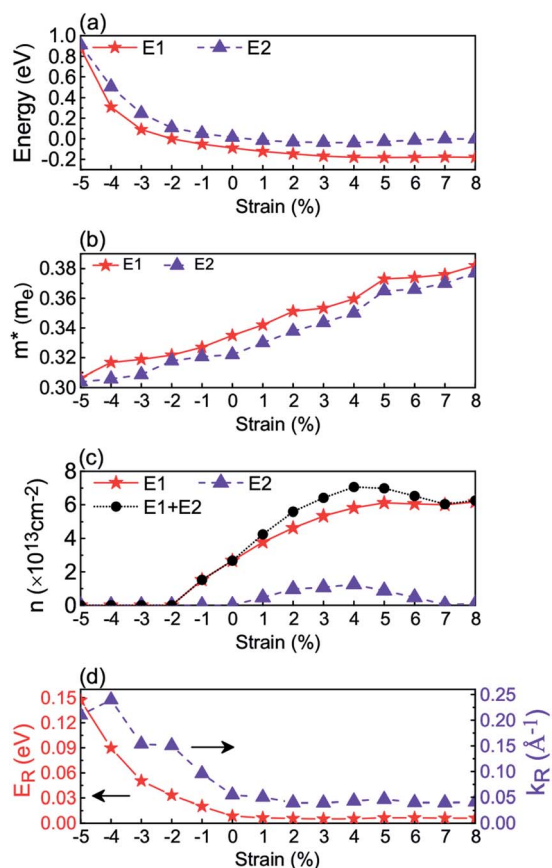 (a)
E1 E2
Energy (eV)
1.0
0.8
0.6
0.4
0.2
0.0
-0.2
-5 -4 -3 -2 -1 0 1 2 3 4 5 6 7 8
Strain (%)
(b)
E1 E2
m* (mₑ)
0.38
0.36
0.34
0.32
0.30
-5 -4 -3 -2 -1 0 1 2 3 4 5 6 7 8
Strain (%)
(c)
E1 E2
E1+E2
n (×10¹³cm⁻²)
8
6
4
2
0
-5 -4 -3 -2 -1 0 1 2 3 4 5 6 7 8
Strain (%)
(d)
E_R (eV)
0.15
0.12
0.09
0.06
0.03
0.00
k_R (Å⁻¹)
0.25
0.20
0.15
0.10
0.05
0.00
-5 -4 -3 -2 -1 0 1 2 3 4 5 6 7 8
Strain (%)